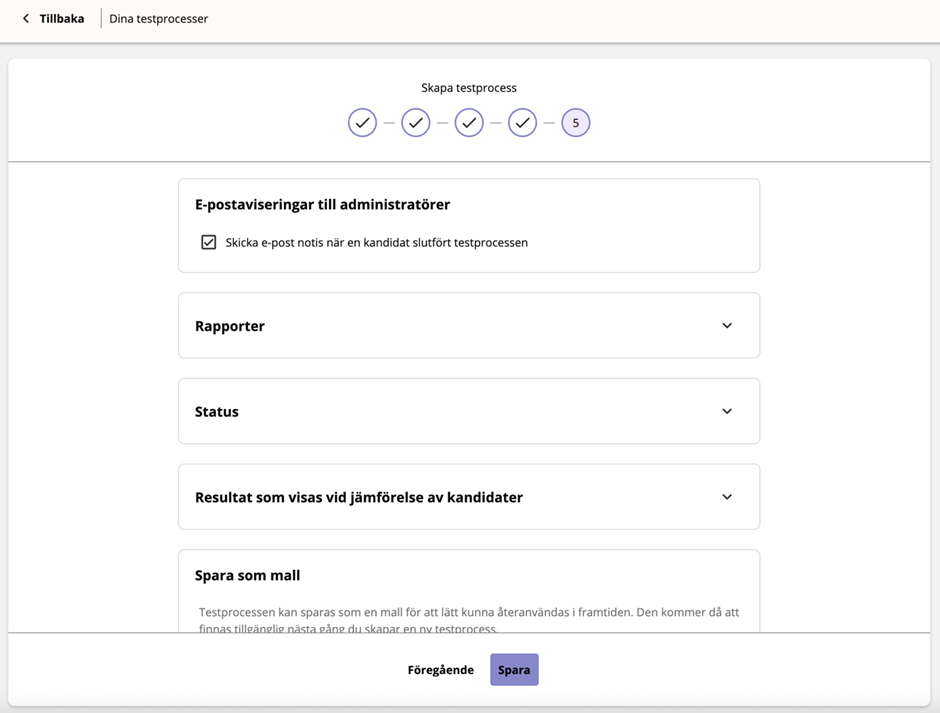 Tillbaka
Dina testprocesser
Skapa testprocess
5
E-postaviseringar till administratörer
Skicka e-post notis när en kandidat slutfört testprocessen
Rapporter
Status
Resultat som visas vid jämförelse av kandidater
Spara som mall
Testprocessen kan sparas som en mall för att lätt kunna återanvändas i framtiden. Den kommer då att
finnas tillgänglig nästa gång du skapar en ny testprocess.
Föregående
Spara